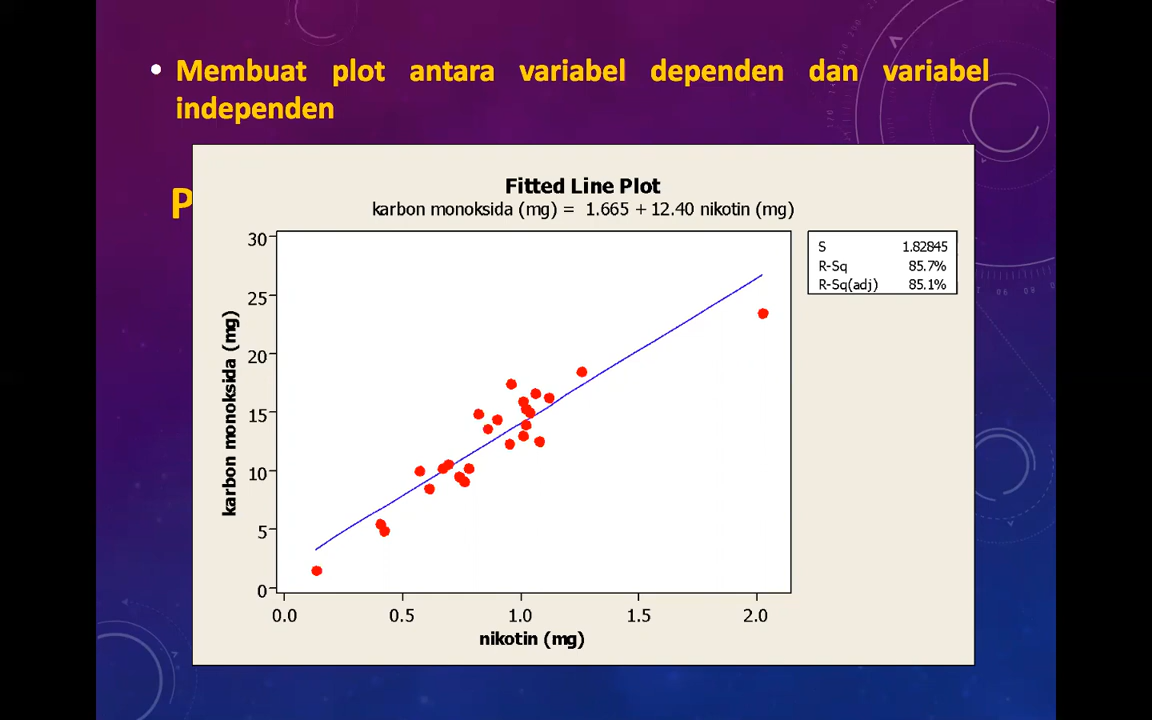 • Membuat plot antara variabel dependen dan variabel
independen
P
Fitted Line Plot
karbon monoksida (mg) = 1.665 + 12.40 nikotin (mg)
S 1.82845
R-Sq 85.7%
R-Sq(adj) 85.1%
karbon monoksida (mg)
30
25
20
15
10
5
0
0.0 0.5 1.0 1.5 2.0
nikotin (mg)